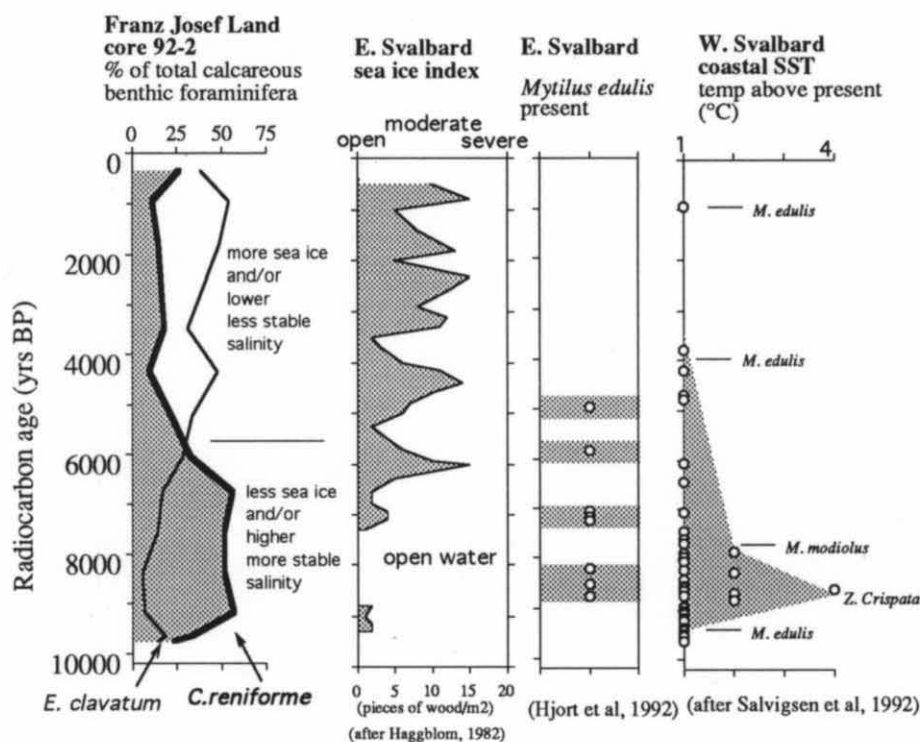 Franz Josef Land
core 92-2
% of total calcareous
benthic foraminifera
0 25 50 75
E. Svalbard
sea ice index
moderate
open severe
E. Svalbard
Mytilus edulis
present
W. Svalbard
coastal SST
temp above present
(°C)
1 4
Radiocarbon age (yrs BP)
0
2000
4000
6000
8000
10000
more sea ice
and/or
lower
less stable
salinity
less sea ice
and/or
higher
more stable
salinity
E. clavatum
C.reniforme
open water
0 5 10 15 20
(pieces of wood/m2)
(after Haggblom, 1982)
(Hjort et al, 1992)
M. edulis
M. edulis
M. modiolus
Z. Crispata
M. edulis
(after Salvigsen et al, 1992)